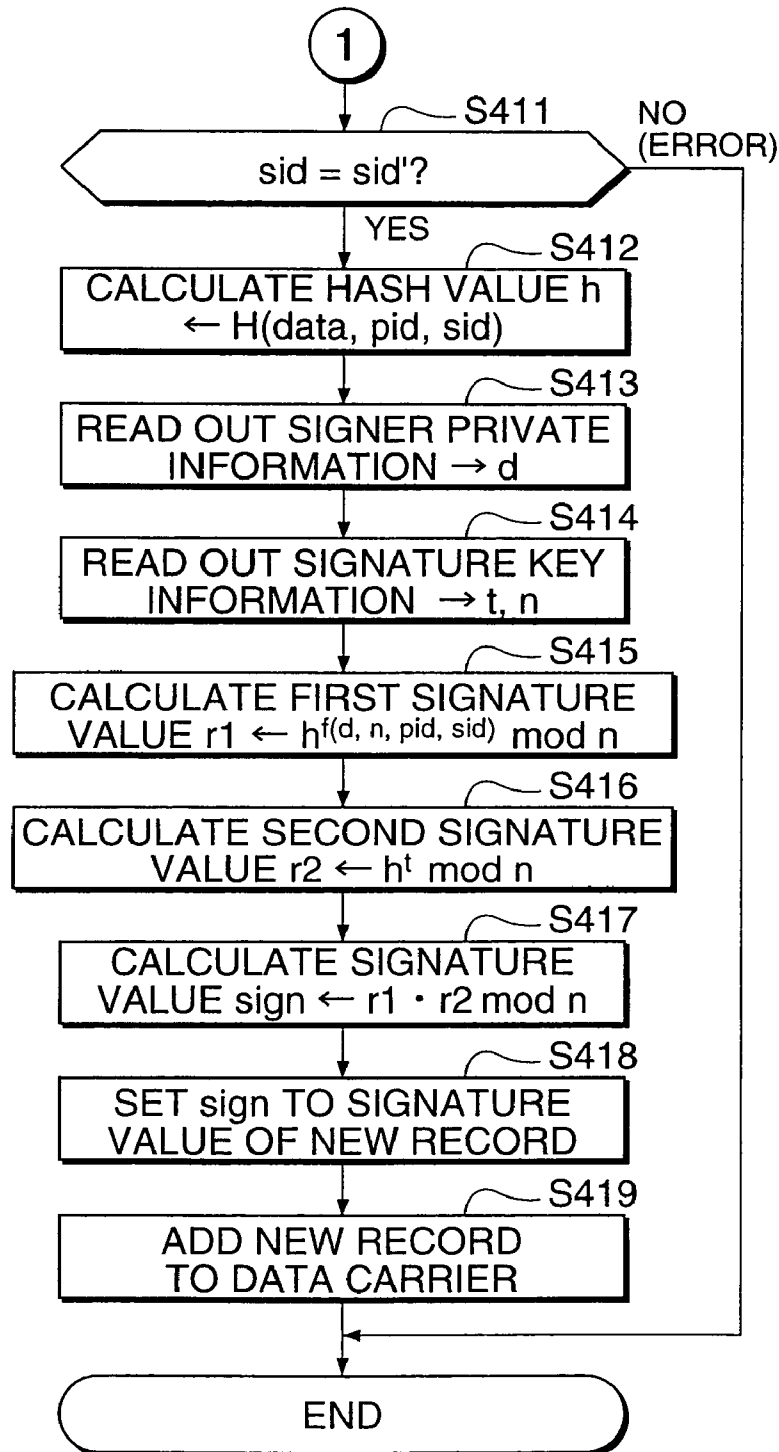 1
S411
NO
(ERROR)
sid = sid'?
YES
S412
CALCULATE HASH VALUE h
← H(data, pid, sid)
S413
READ OUT SIGNER PRIVATE
INFORMATION → d
S414
READ OUT SIGNATURE KEY
INFORMATION → t, n
S415
CALCULATE FIRST SIGNATURE
VALUE r1 ← h^f(d, n, pid, sid) mod n
S416
CALCULATE SECOND SIGNATURE
VALUE r2 ← h^t mod n
S417
CALCULATE SIGNATURE
VALUE sign ← r1 · r2 mod n
S418
SET sign TO SIGNATURE
VALUE OF NEW RECORD
S419
ADD NEW RECORD
TO DATA CARRIER
END